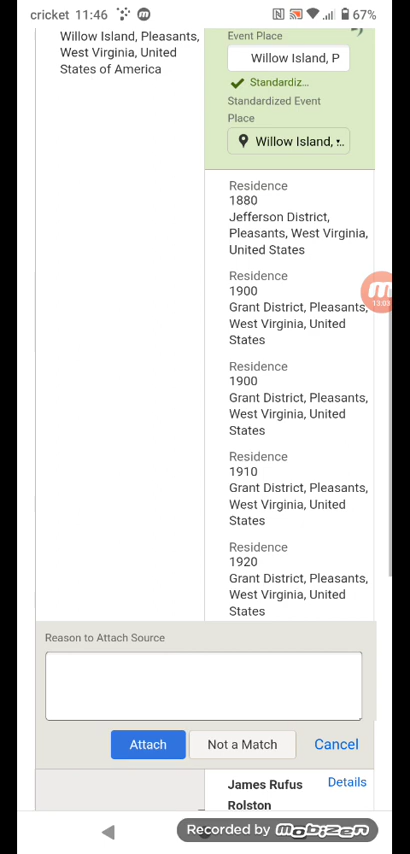 cricket 11:46 67%
Willow Island, Pleasants,
West Virginia, United
States of America
Event Place
Willow Island, P
Standardiz...
Standardized Event
Place
Willow Island, ...
Residence
1880
Jefferson District,
Pleasants, West Virginia,
United States
Residence
1900
Grant District, Pleasants,
West Virginia, United
States
13:03
Residence
1900
Grant District, Pleasants,
West Virginia, United
States
Residence
1910
Grant District, Pleasants,
West Virginia, United
States
Residence
1920
Grant District, Pleasants,
West Virginia, United
States
Reason to Attach Source
Attach Not a Match Cancel
James Rufus Details
Rolston
Recorded by mobizen